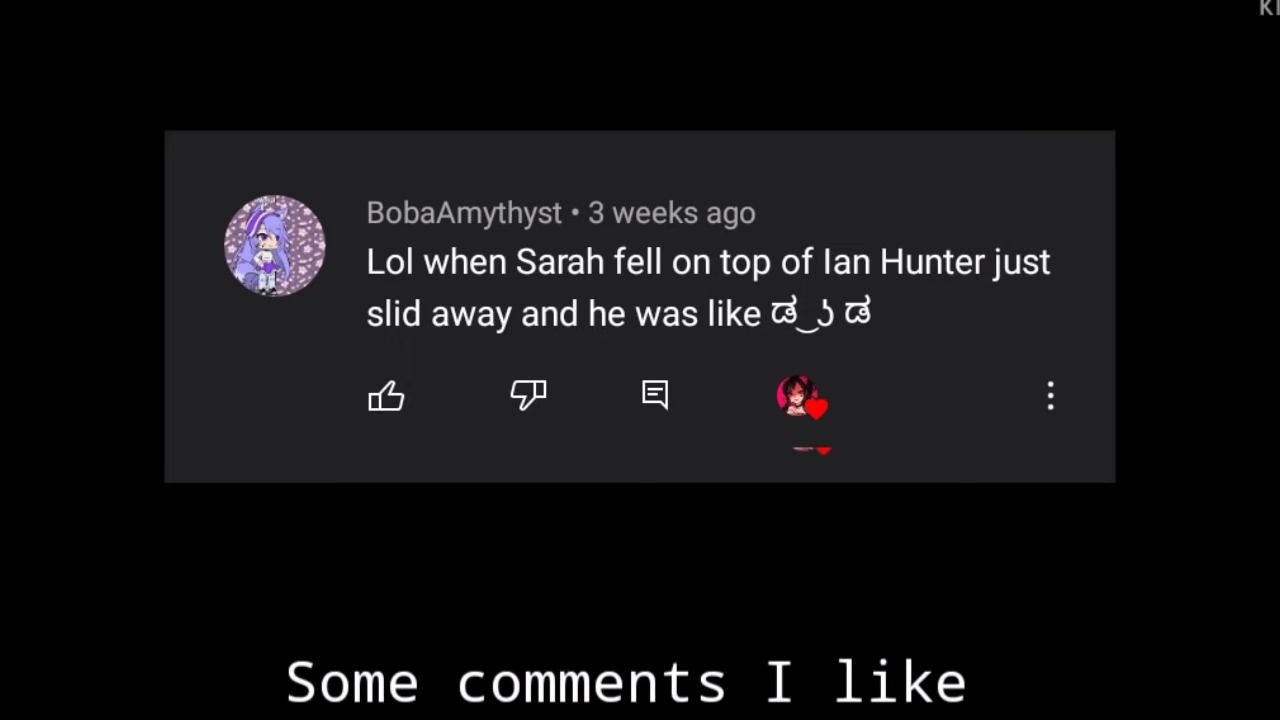 BobaAmythyst • 3 weeks ago
Lol when Sarah fell on top of Ian Hunter just
slid away and he was like ಡ ͜ ʖ ಡ
Some comments I like